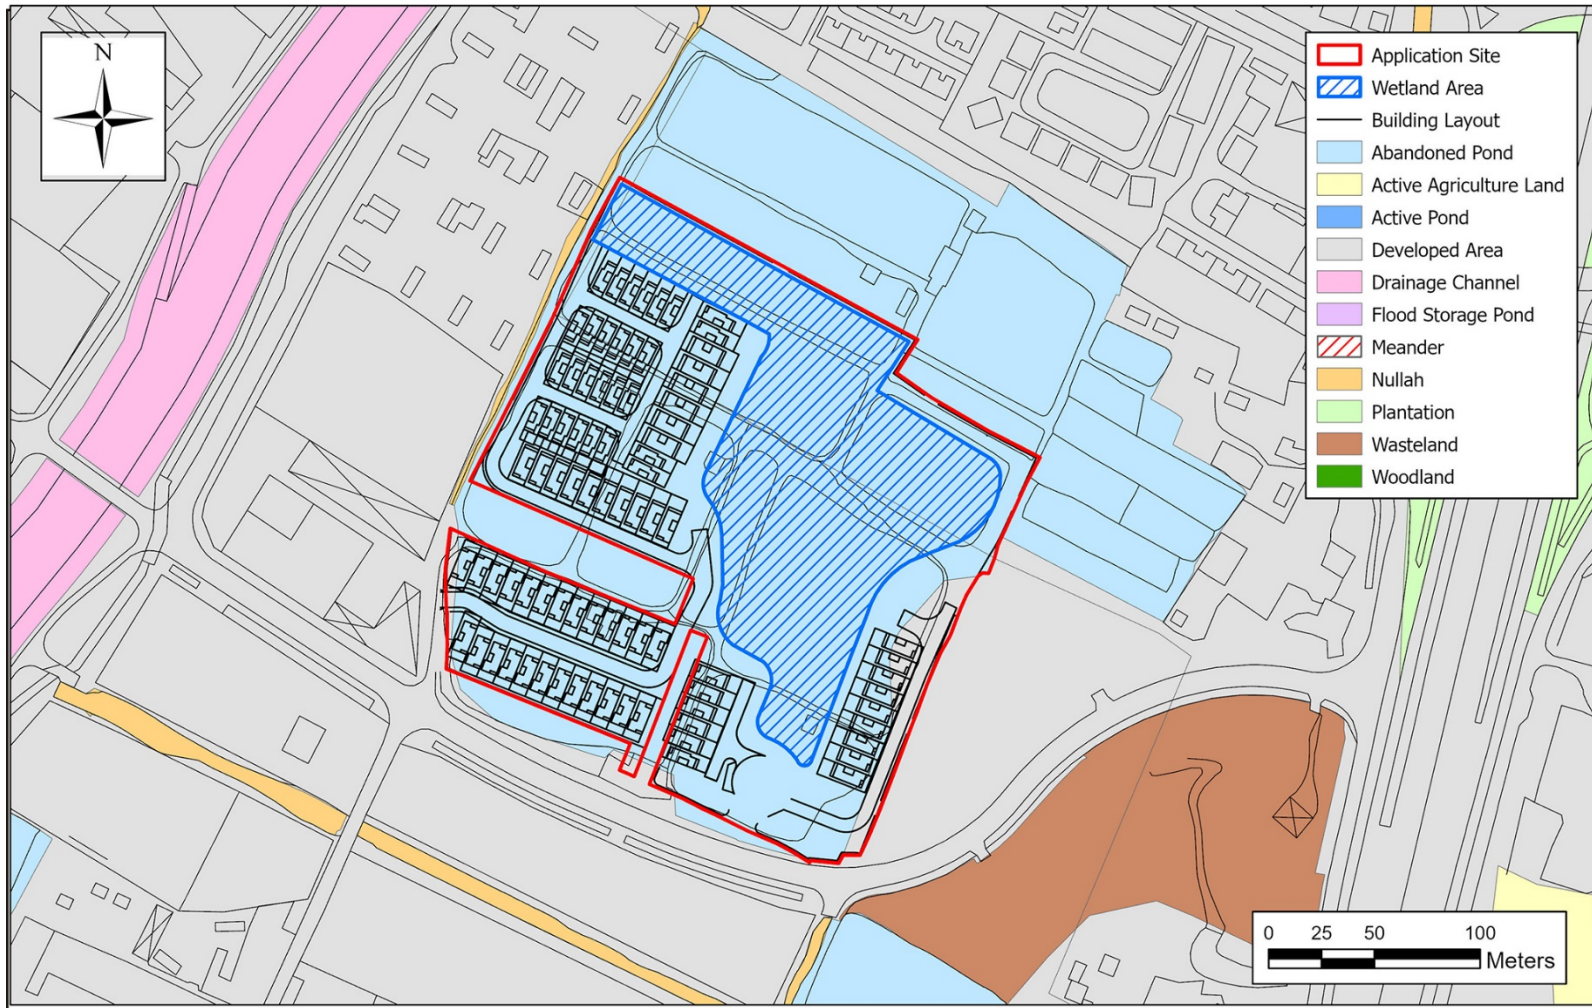 N
Application Site
Wetland Area
Building Layout
Abandoned Pond
Active Agriculture Land
Active Pond
Developed Area
Drainage Channel
Flood Storage Pond
Meander
Nullah
Plantation
Wasteland
Woodland
0 25 50 100
Meters